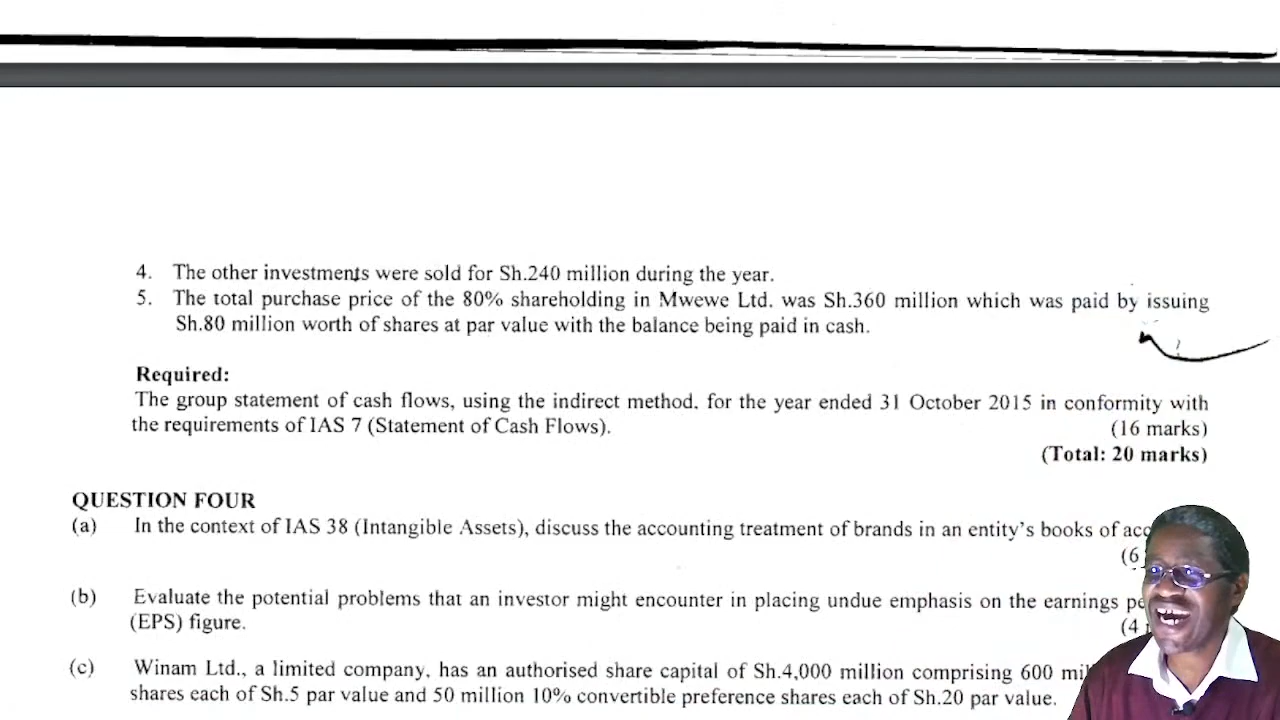 4. The other investments were sold for Sh.240 million during the year.
5. The total purchase price of the 80% shareholding in Mwewe Ltd. was Sh.360 million which was paid by issuing
Sh.80 million worth of shares at par value with the balance being paid in cash.
Required:
The group statement of cash flows, using the indirect method, for the year ended 31 October 2015 in conformity with
the requirements of IAS 7 (Statement of Cash Flows). (16 marks)
(Total: 20 marks)
QUESTION FOUR
(a) In the context of IAS 38 (Intangible Assets), discuss the accounting treatment of brands in an entity's books of
(6
(b) Evaluate the potential problems that an investor might encounter in placing undue emphasis on the earnings
(EPS) figure. (4
(c) Winam Ltd., a limited company, has an authorised share capital of Sh.4,000 million comprising 600
shares each of Sh.5 par value and 50 million 10% convertible preference shares each of Sh.20 par value.